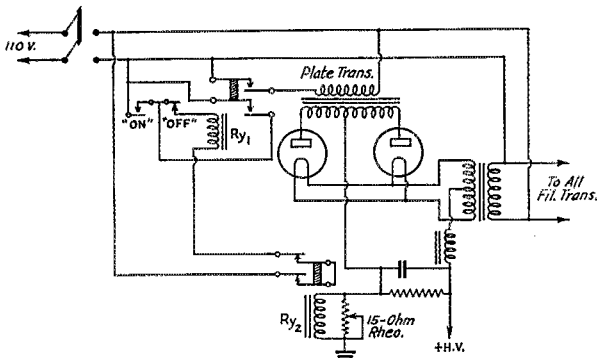 110 V.
Plate Trans.
"ON" "OFF"
Ry1
To All
Fil. Trans.
Ry2
15-Ohm
Rheo.
+H.V.